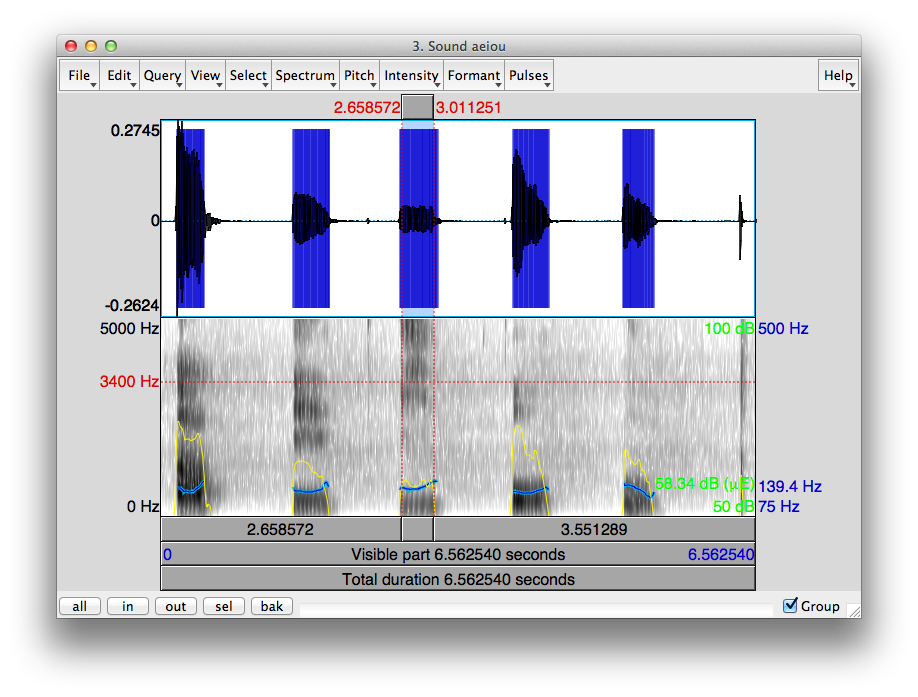 3. Sound aeiou
File Edit Query View Select Spectrum Pitch Intensity Formant Pulses Help
2.658572 3.011251
0.2745
0
-0.2624
5000 Hz 100 dB 500 Hz
3400 Hz
58.34 dB (µE) 139.4 Hz
0 Hz 50 dB 75 Hz
2.658572 3.551289
0 Visible part 6.562540 seconds 6.562540
Total duration 6.562540 seconds
all in out sel bak Group